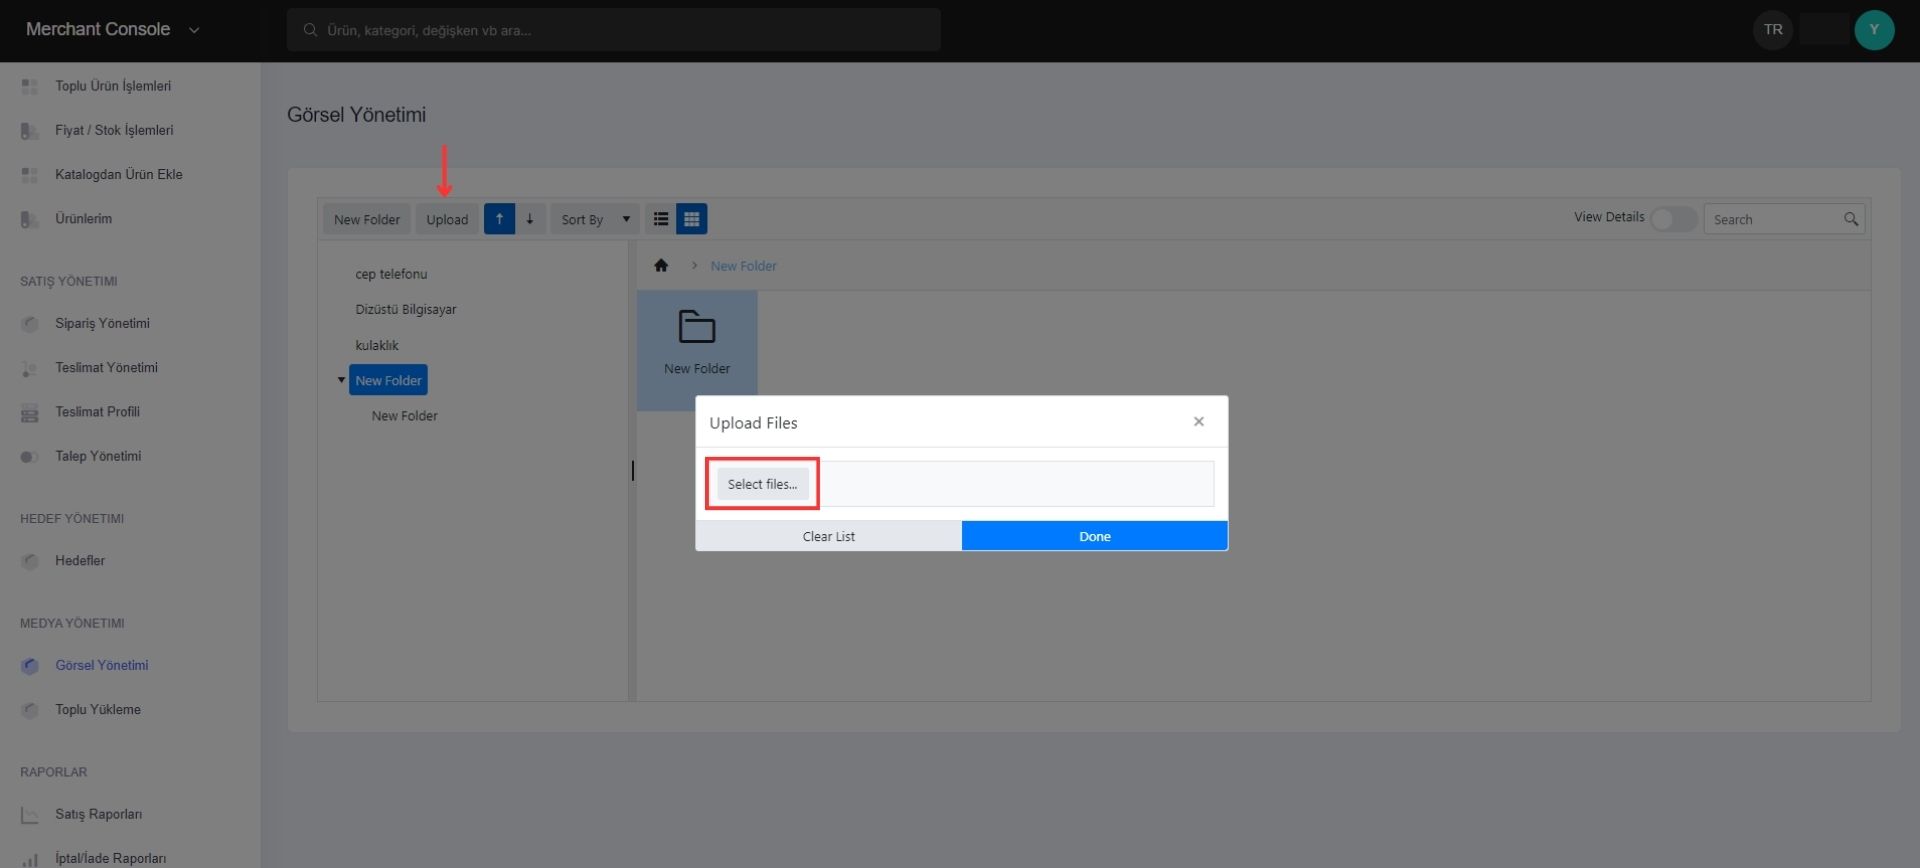 Merchant Console
Ürün, kategori, değişken vb ara...
TR
Y
Toplu Ürün İşlemleri
Fiyat / Stok İşlemleri
Katalogdan Ürün Ekle
Ürünlerim
SATIŞ YÖNETIMI
Sipariş Yönetimi
Teslimat Yönetimi
Teslimat Profili
Talep Yönetimi
HEDEF YÖNETIMI
Hedefler
MEDYA YÖNETIMI
Görsel Yönetimi
Toplu Yükleme
RAPORLAR
Satış Raporları
İptal/İade Raporları
Görsel Yönetimi
New Folder
Upload
Sort By
View Details
Search
cep telefonu
Dizüstü Bilgisayar
kulaklık
New Folder
New Folder
New Folder
New Folder
Upload Files
Select files...
Clear List
Done